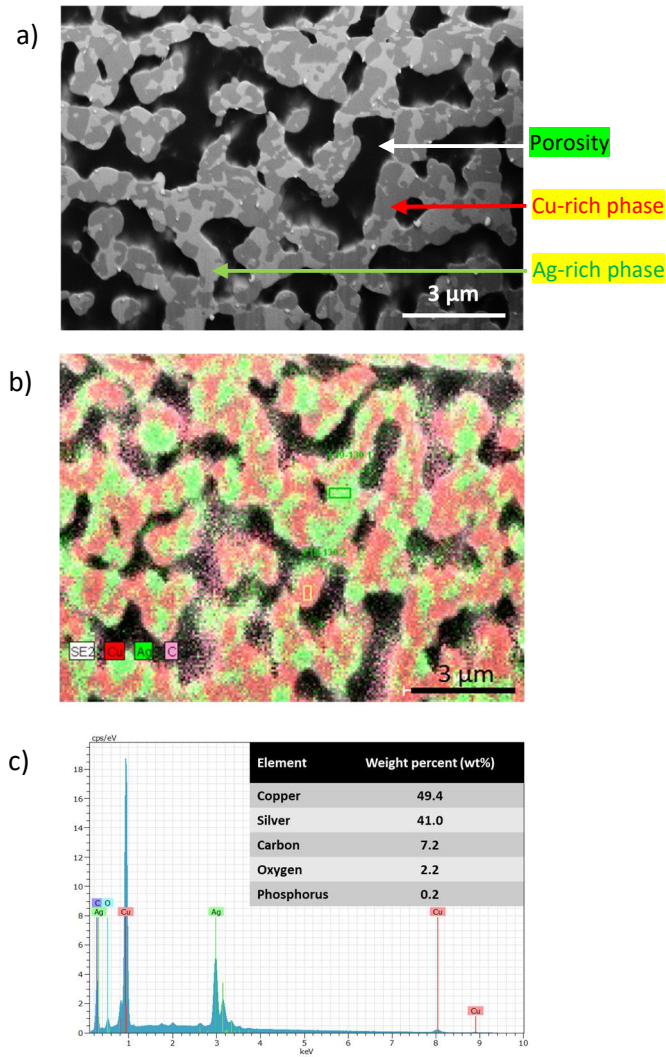 a)
Porosity
Cu-rich phase
Ag-rich phase
3 µm
b)
SE2 Cu Ag C
3 µm
c)
cps/eV
Element Weight percent (wt%)
Copper 49.4
Silver 41.0
Carbon 7.2
Oxygen 2.2
Phosphorus 0.2
18
16
14
12
10
8
6
4
2
0
C O
Ag Cu Ag Cu
Cu
1 2 3 4 5 6 7 8 9 10
keV